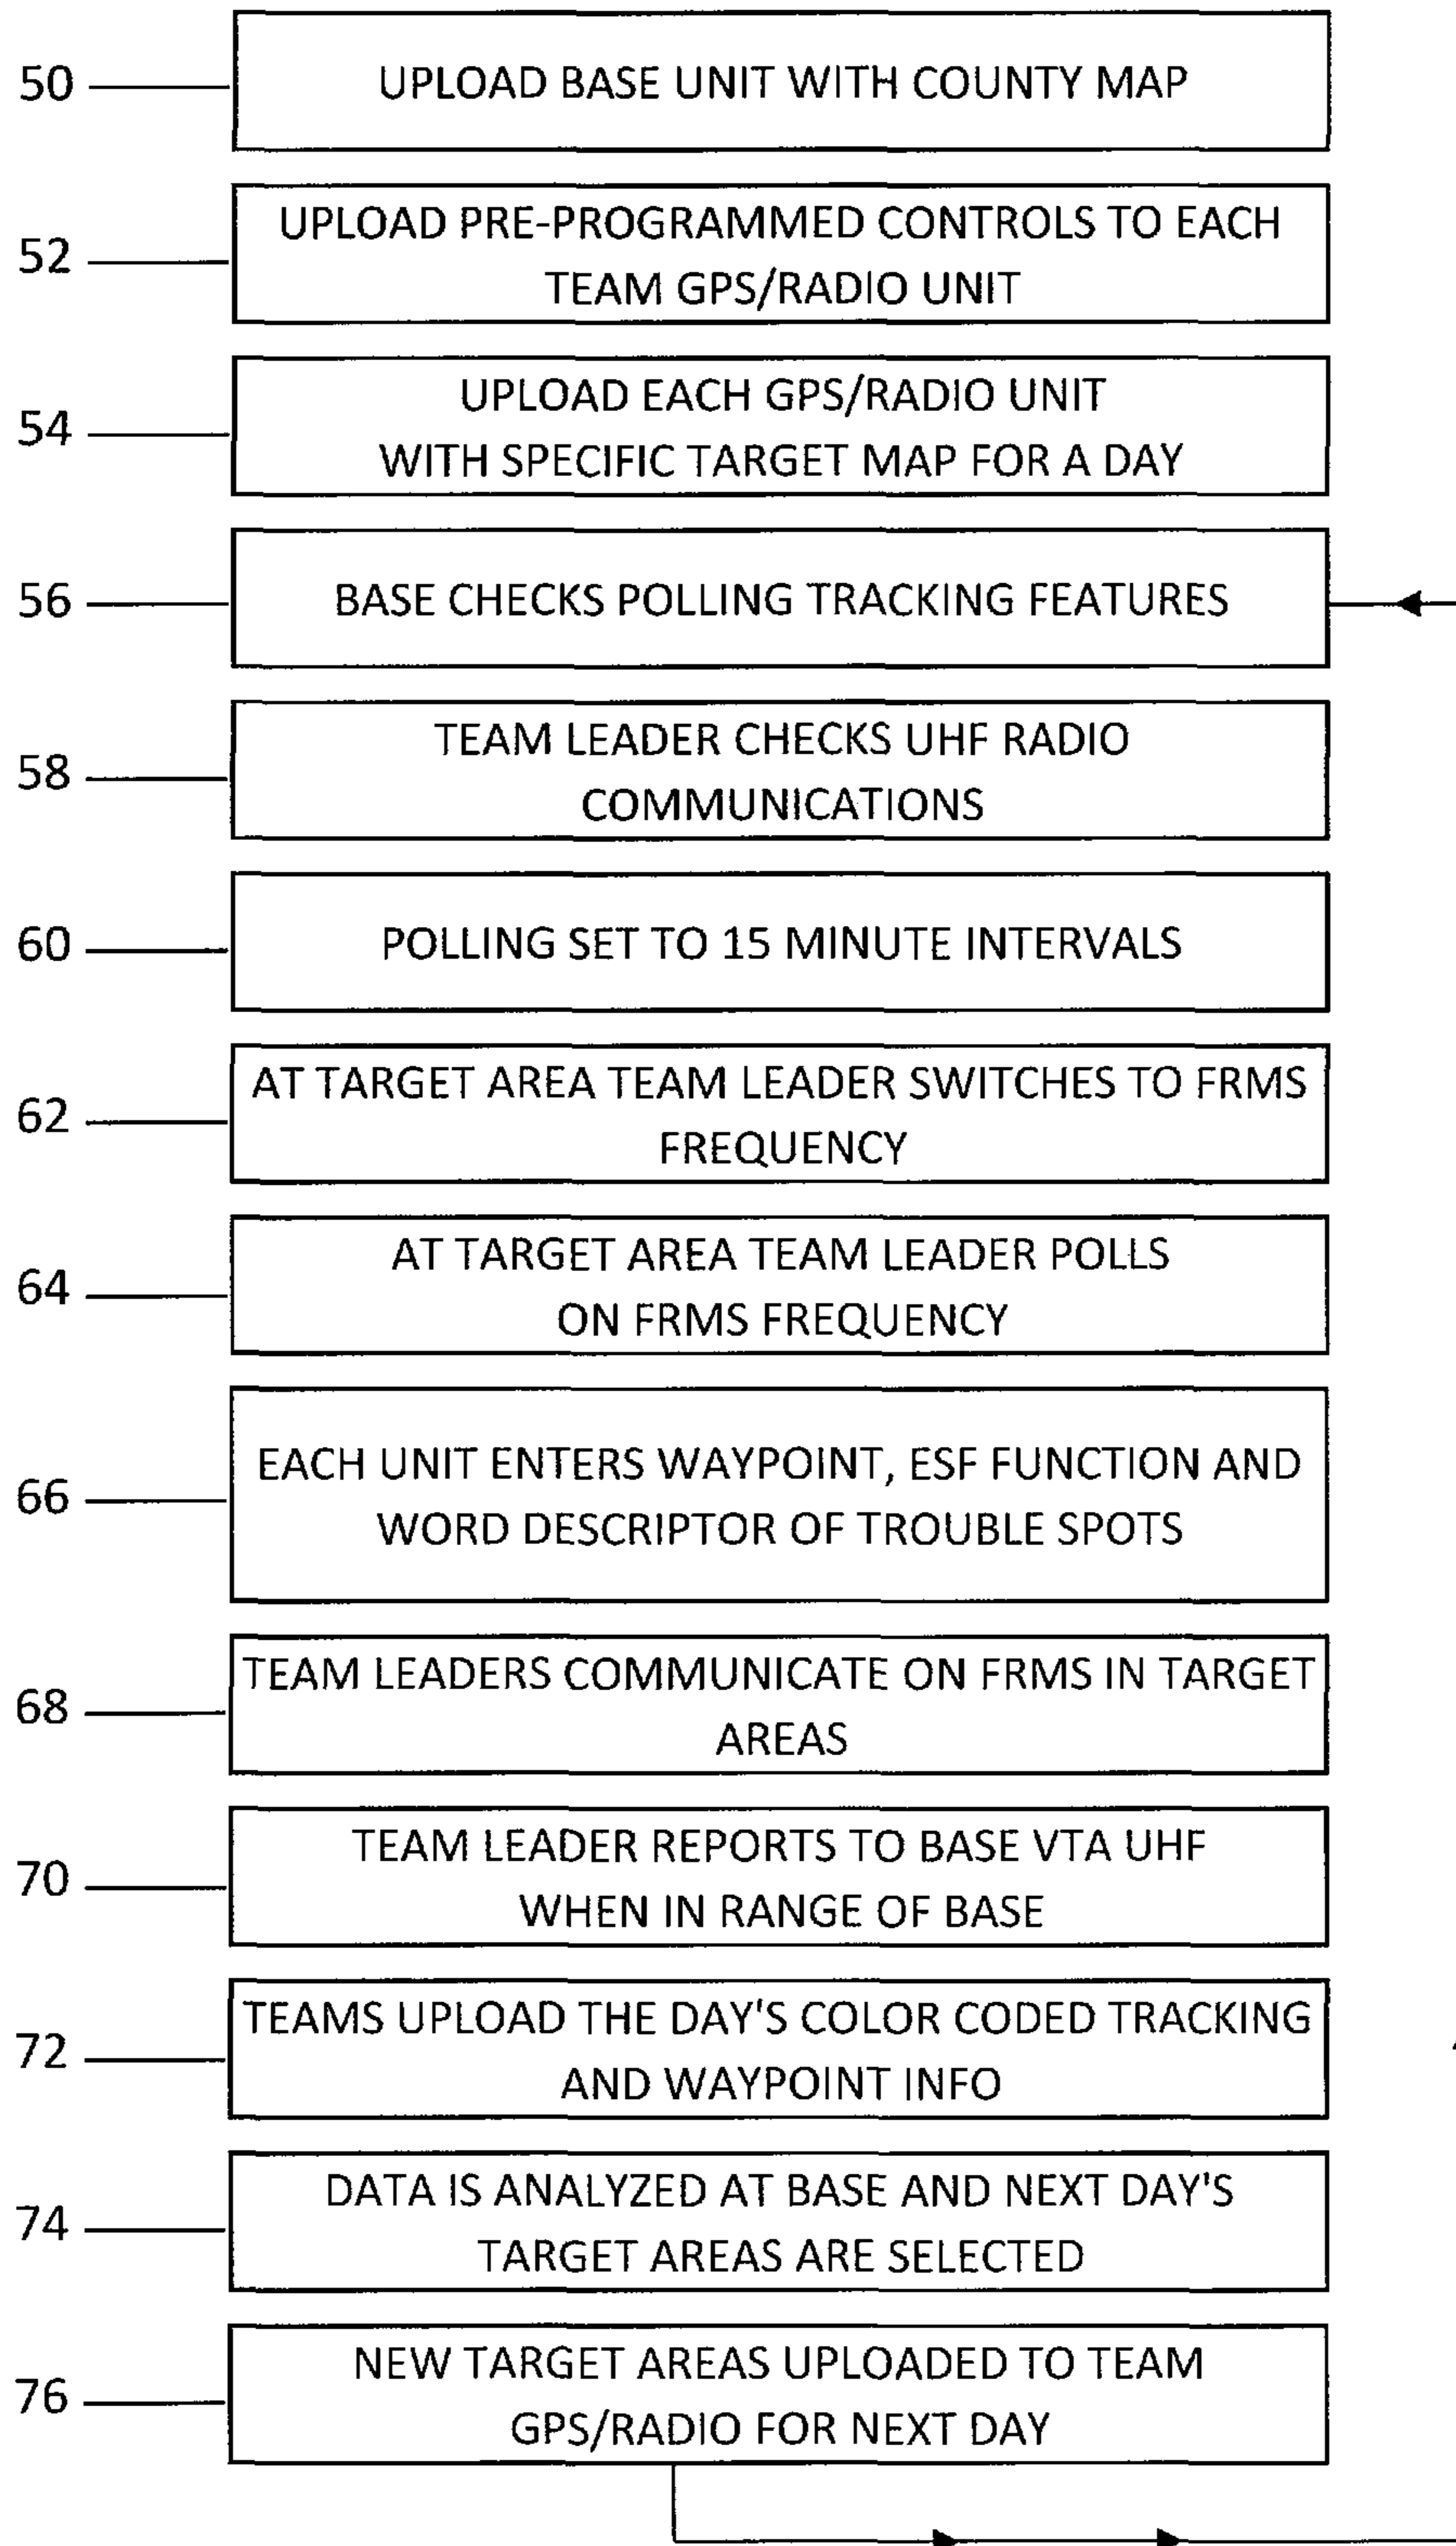 50
UPLOAD BASE UNIT WITH COUNTY MAP
52
UPLOAD PRE-PROGRAMMED CONTROLS TO EACH
TEAM GPS/RADIO UNIT
54
UPLOAD EACH GPS/RADIO UNIT
WITH SPECIFIC TARGET MAP FOR A DAY
56
BASE CHECKS POLLING TRACKING FEATURES
58
TEAM LEADER CHECKS UHF RADIO
COMMUNICATIONS
60
POLLING SET TO 15 MINUTE INTERVALS
62
AT TARGET AREA TEAM LEADER SWITCHES TO FRMS
FREQUENCY
64
AT TARGET AREA TEAM LEADER POLLS
ON FRMS FREQUENCY
66
EACH UNIT ENTERS WAYPOINT, ESF FUNCTION AND
WORD DESCRIPTOR OF TROUBLE SPOTS
68
TEAM LEADERS COMMUNICATE ON FRMS IN TARGET
AREAS
70
TEAM LEADER REPORTS TO BASE VTA UHF
WHEN IN RANGE OF BASE
72
TEAMS UPLOAD THE DAY'S COLOR CODED TRACKING
AND WAYPOINT INFO
74
DATA IS ANALYZED AT BASE AND NEXT DAY'S
TARGET AREAS ARE SELECTED
76
NEW TARGET AREAS UPLOADED TO TEAM
GPS/RADIO FOR NEXT DAY